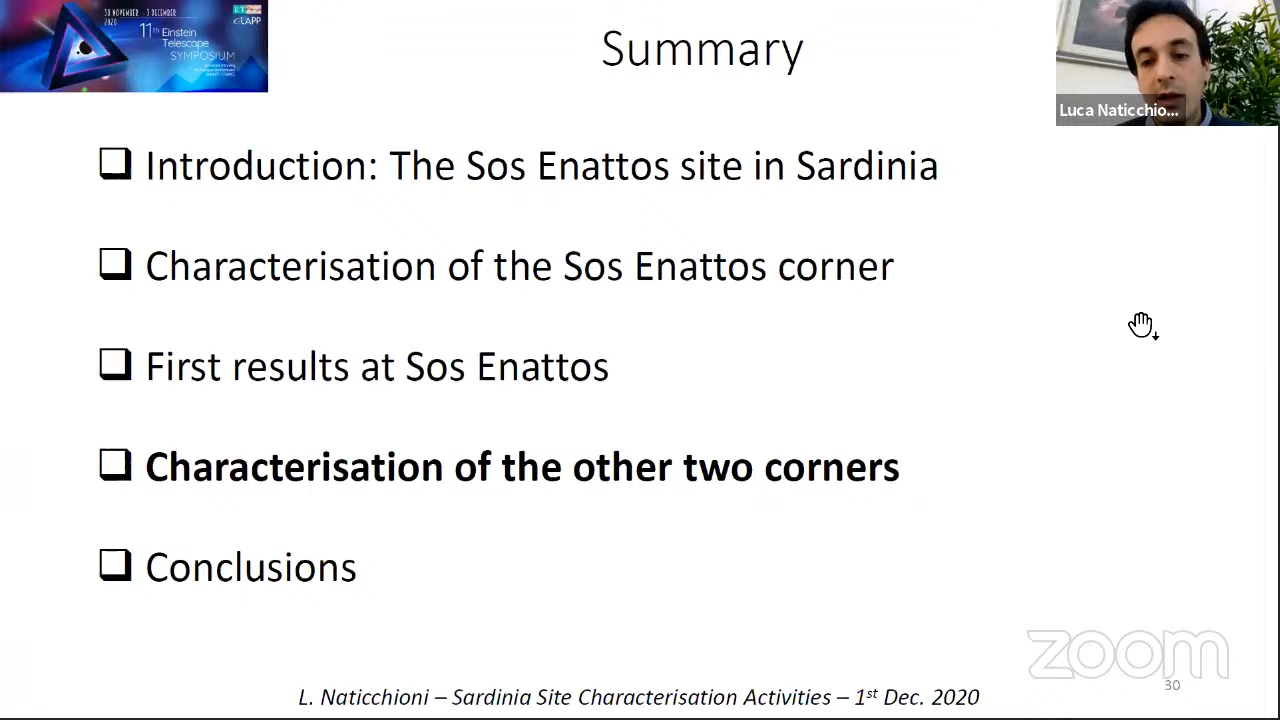 30 NOVEMBER - 3 DECEMBER
2020
11th Einstein
Telescope
SYMPOSIUM
Summary
Luca Naticchio...
Introduction: The Sos Enattos site in Sardinia
Characterisation of the Sos Enattos corner
First results at Sos Enattos
Characterisation of the other two corners
Conclusions
zoom
30
L. Naticchioni – Sardinia Site Characterisation Activities – 1st Dec. 2020